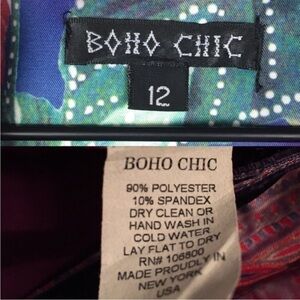 BOHO CHIC
12
BOHO CHIC
90% POLYESTER
10% SPANDEX
DRY CLEAN OR
HAND WASH IN
COLD WATER
LAY FLAT TO DRY
RN# 106800
MADE PROUDLY IN
NEW YORK
USA